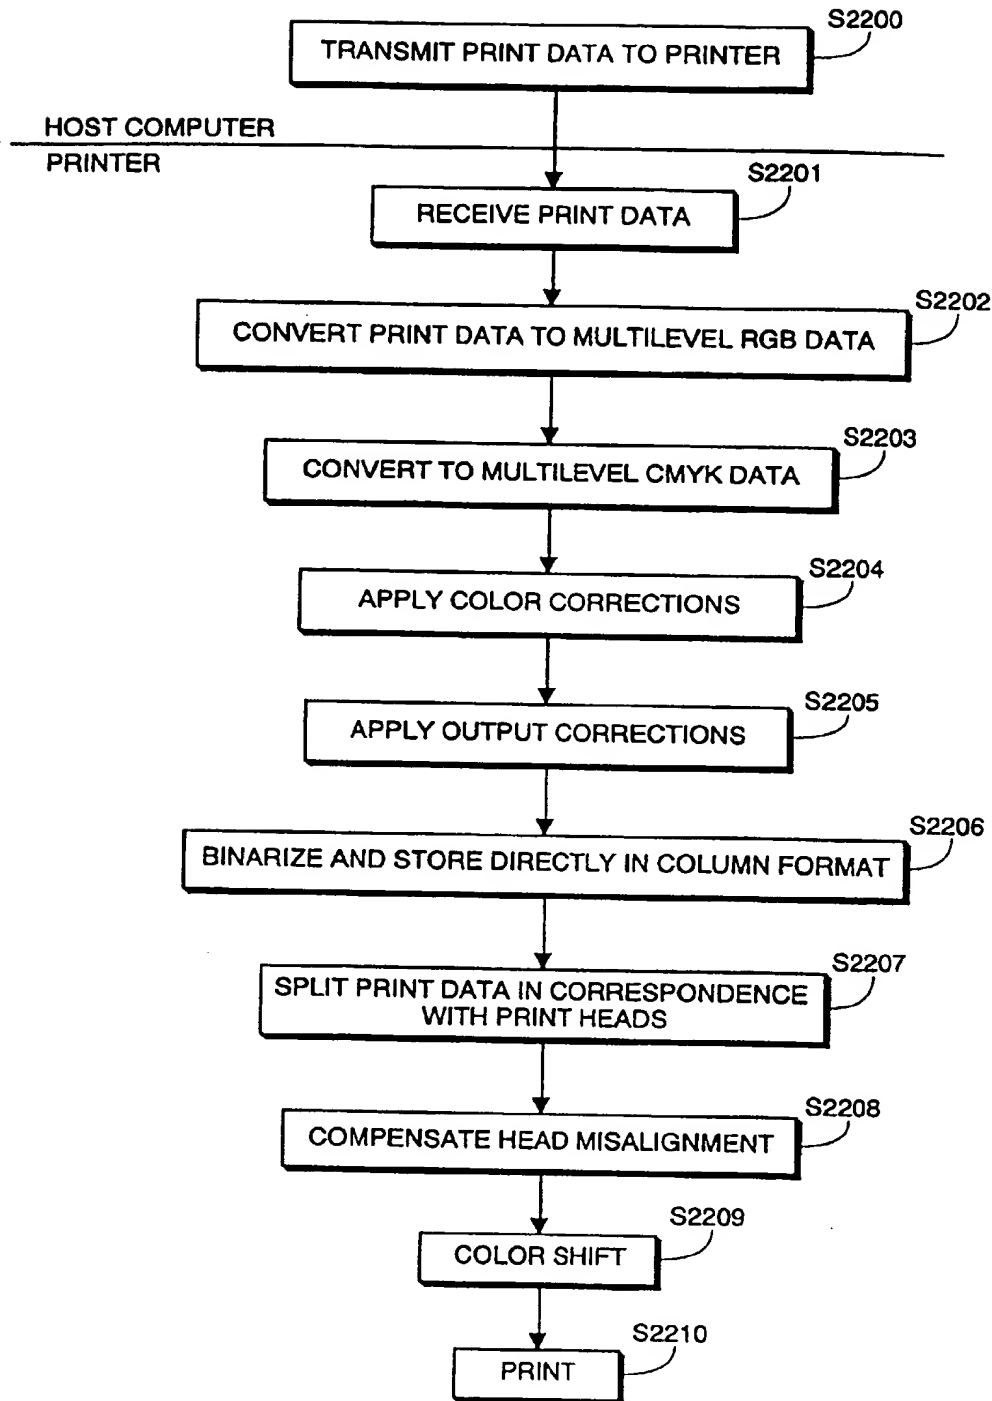 S2200
TRANSMIT PRINT DATA TO PRINTER
HOST COMPUTER
PRINTER
S2201
RECEIVE PRINT DATA
S2202
CONVERT PRINT DATA TO MULTILEVEL RGB DATA
S2203
CONVERT TO MULTILEVEL CMYK DATA
S2204
APPLY COLOR CORRECTIONS
S2205
APPLY OUTPUT CORRECTIONS
S2206
BINARIZE AND STORE DIRECTLY IN COLUMN FORMAT
S2207
SPLIT PRINT DATA IN CORRESPONDENCE
WITH PRINT HEADS
S2208
COMPENSATE HEAD MISALIGNMENT
S2209
COLOR SHIFT
S2210
PRINT